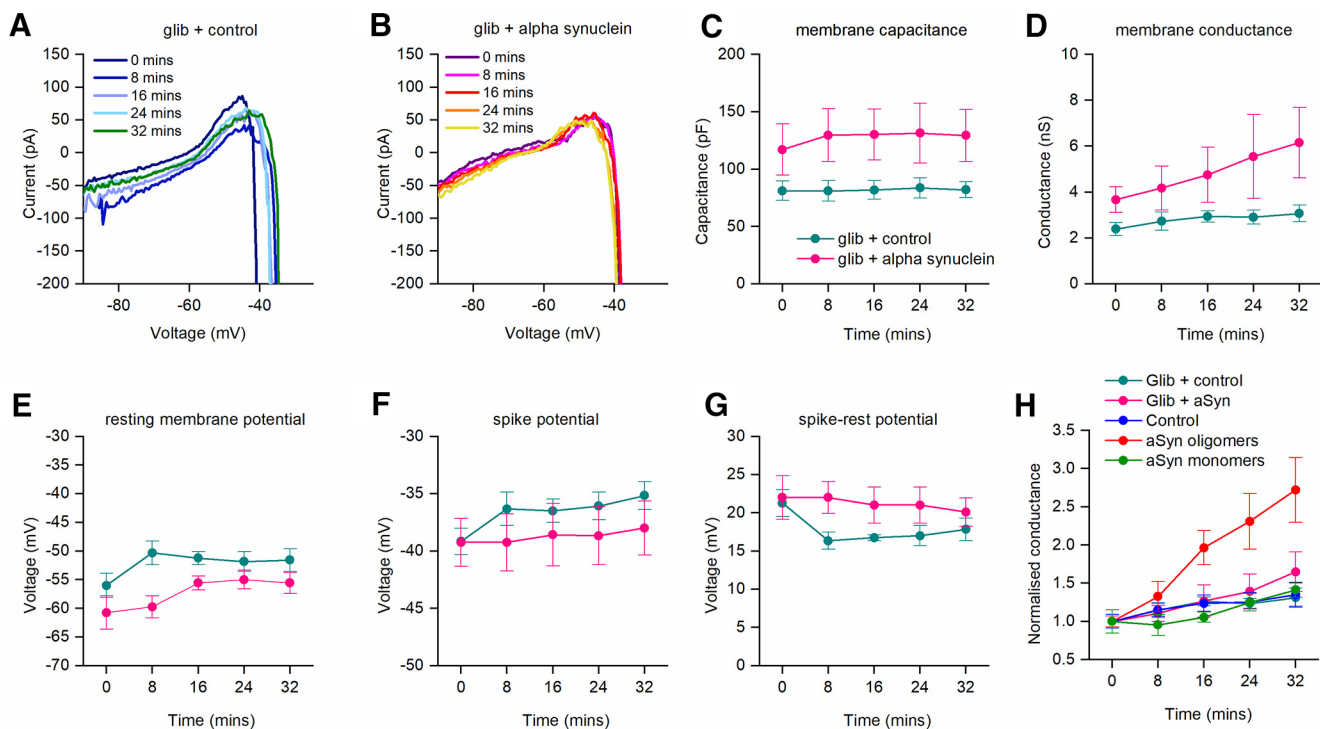 A
glib + control
150
100
50
0
-50
-100
-150
-200
Current (pA)
0 mins
8 mins
16 mins
24 mins
32 mins
-80
-60
-40
Voltage (mV)
B
glib + alpha synuclein
150
100
50
0
-50
-100
-150
-200
Current (pA)
0 mins
8 mins
16 mins
24 mins
32 mins
-80
-60
-40
Voltage (mV)
C
membrane capacitance
200
150
100
50
0
Capacitance (pF)
glib + control
glib + alpha synuclein
0 8 16 24 32
Time (mins)
D
membrane conductance
10
8
6
4
2
0
Conductance (nS)
0 8 16 24 32
Time (mins)
E
resting membrane potential
-30
-35
-40
-45
-50
-55
-60
-65
-70
Voltage (mV)
0 8 16 24 32
Time (mins)
F
spike potential
-30
-35
-40
-45
-50
Voltage (mV)
0 8 16 24 32
Time (mins)
G
spike-rest potential
30
25
20
15
10
5
0
Voltage (mV)
0 8 16 24 32
Time (mins)
H
Glib + control
Glib + aSyn
Control
aSyn oligomers
aSyn monomers
3.5
3.0
2.5
2.0
1.5
1.0
0.5
Normalised conductance
0 8 16 24 32
Time (mins)